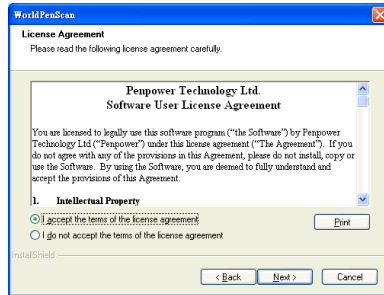 WorldPenScan
License Agreement
Please read the following license agreement carefully.
Penpower Technology Ltd.
Software User License Agreement
You are licensed to legally use this software program (“the Software”) by Penpower
Technology Ltd (“Penpower”) under this license agreement (“The Agreement”). If you
do not agree with any of the provisions in this Agreement, please do not install, copy or
use the Software. By using the Software, you are deemed to fully understand and
accept the provisions of this Agreement.
1. Intellectual Property
I accept the terms of the license agreement
Print
I do not accept the terms of the license agreement
InstallShield
< Back
Next >
Cancel